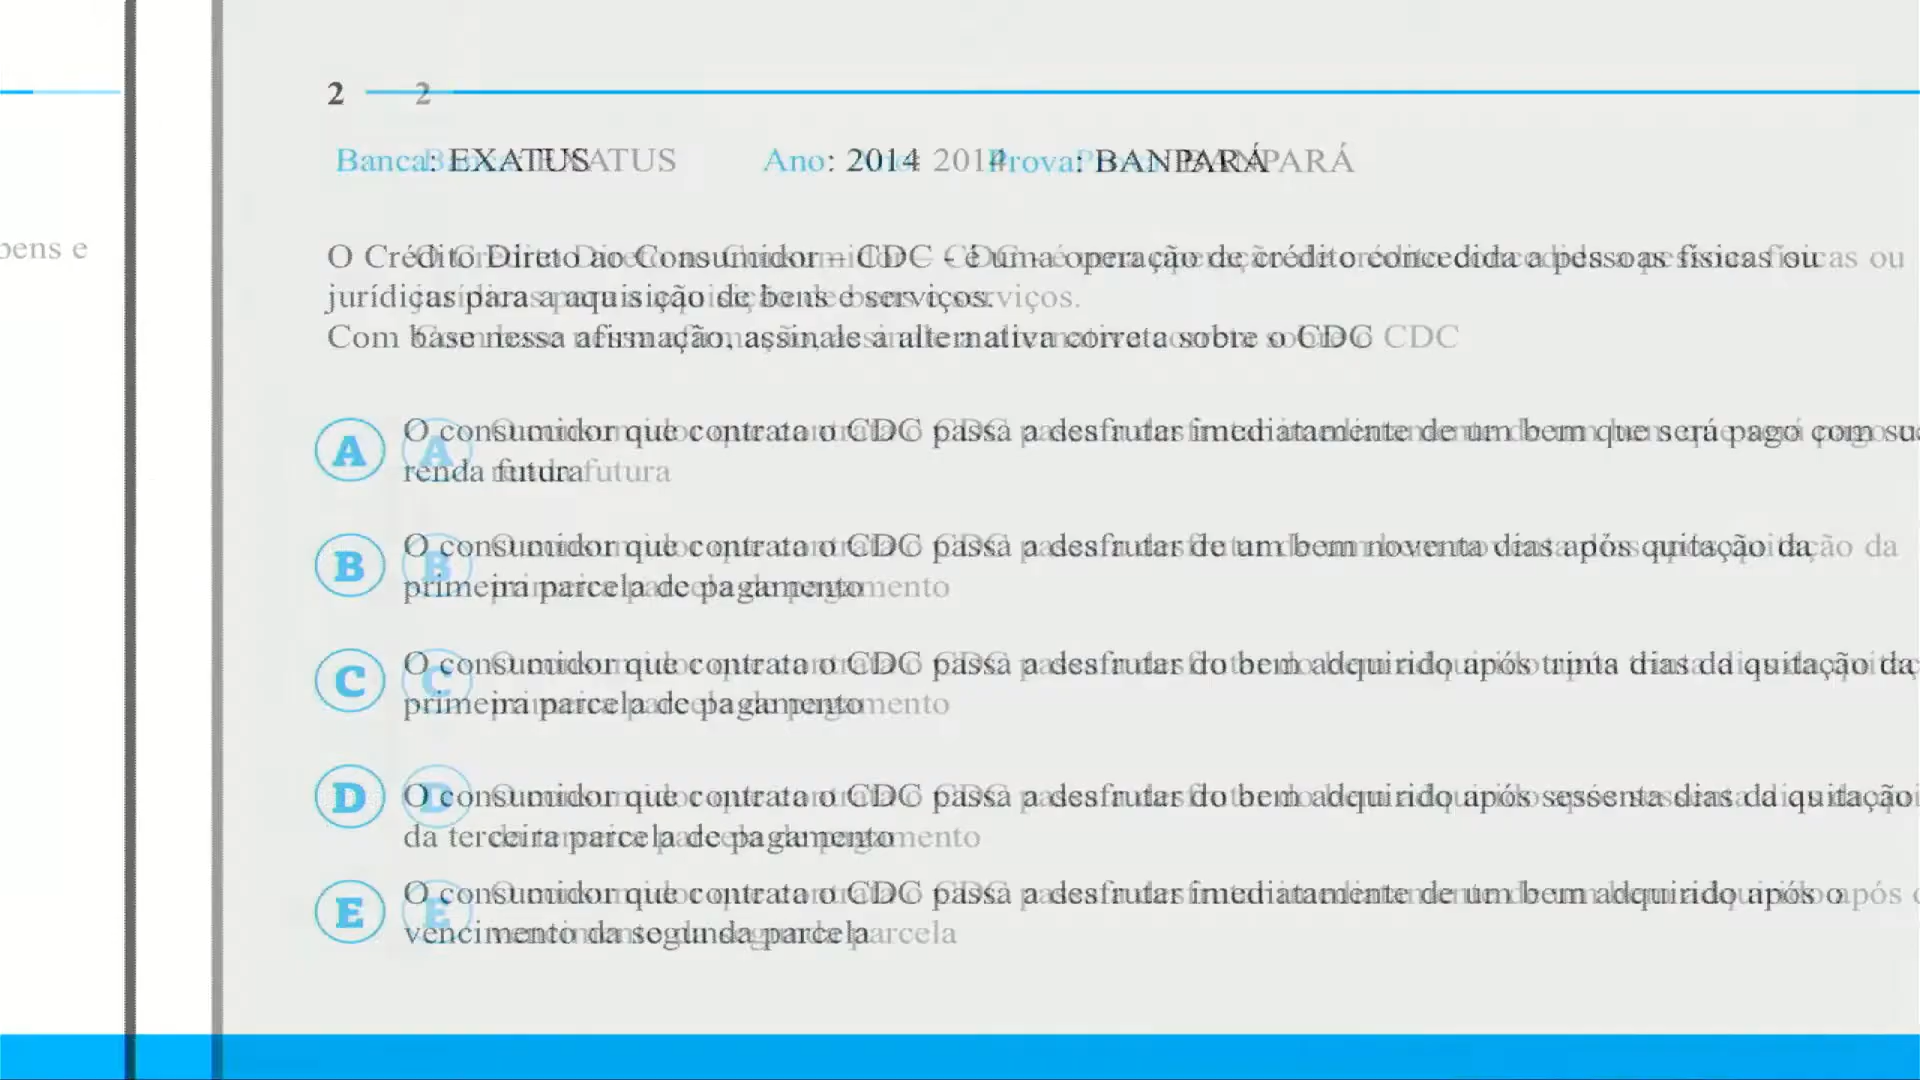 2
Banca: EXATUS Ano: 2014 Prova: BANPARÁ
bens e
O Crédito Direto ao Consumidor – CDC - é uma operação de crédito concedida a pessoas físicas ou
jurídicas para a aquisição de bens e serviços.
Com base nessa afirmação, assinale a alternativa correta sobre o CDC
A O consumidor que contrata o CDC passa a desfrutar imediatamente de um bem que será pago com
renda futura
B O consumidor que contrata o CDC passa a desfrutar de um bem noventa dias após quitação da
primeira parcela de pagamento
C O consumidor que contrata o CDC passa a desfrutar do bem adquirido após trinta dias da quitação da
primeira parcela de pagamento
D O consumidor que contrata o CDC passa a desfrutar do bem adquirido após sessenta dias da quitação
da terceira parcela de pagamento
E O consumidor que contrata o CDC passa a desfrutar imediatamente de um bem adquirido após o
vencimento da segunda parcela